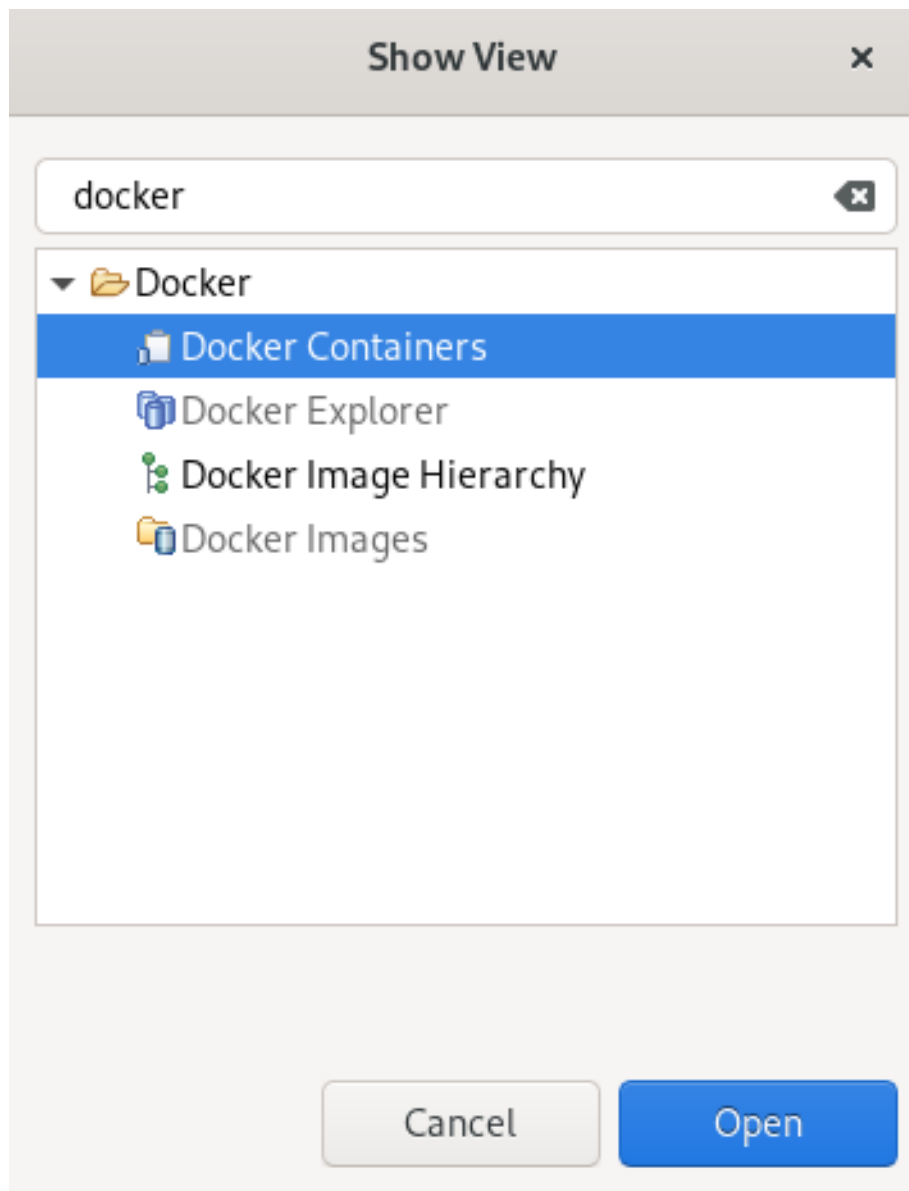 Show View
docker
Docker
Docker Containers
Docker Explorer
Docker Image Hierarchy
Docker Images
Cancel
Open